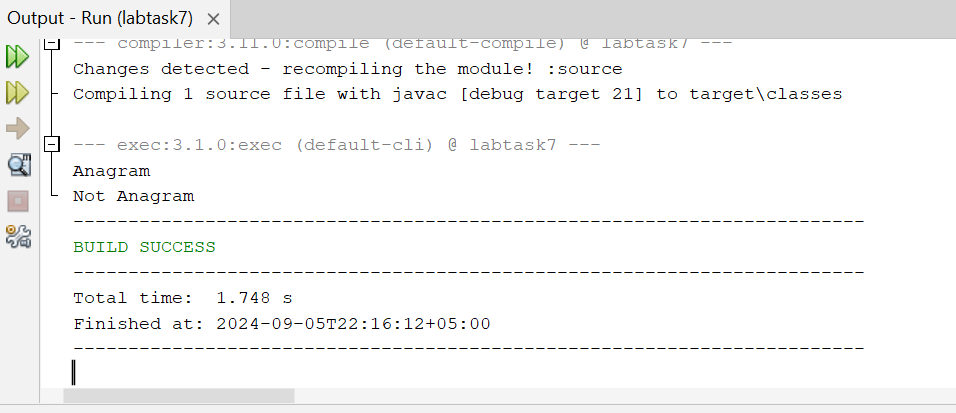 Output - Run (labtask7) ×
--- compiler:3.11.0:compile (default-compile) @ labtask7 ---
Changes detected - recompiling the module! :source
Compiling 1 source file with javac [debug target 21] to target\classes
--- exec:3.1.0:exec (default-cli) @ labtask7 ---
Anagram
Not Anagram
------------------------------------------------------------------------
BUILD SUCCESS
------------------------------------------------------------------------
Total time:  1.748 s
Finished at: 2024-09-05T22:16:12+05:00
------------------------------------------------------------------------